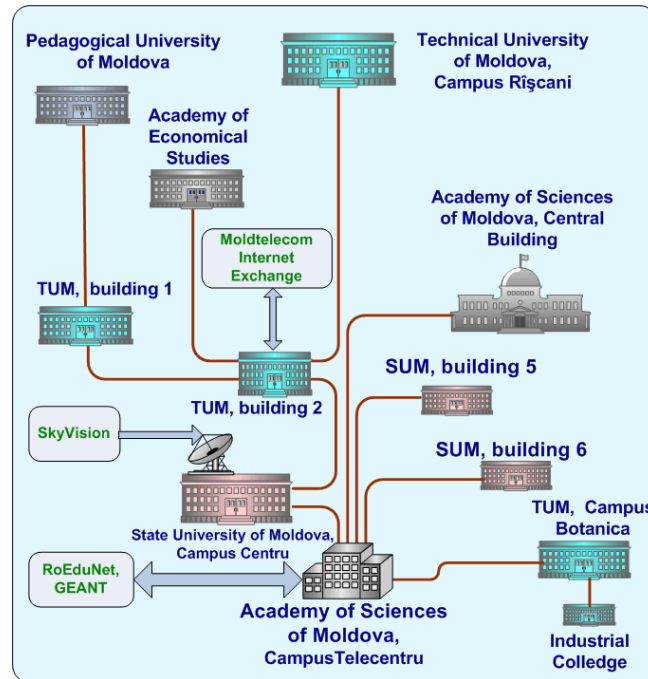 Pedagogical University
of Moldova
Technical University
of Moldova,
Campus Rîşcani
Academy of
Economical
Studies
Academy of Sciences
of Moldova, Central
Building
Moldtelecom
Internet
Exchange
TUM, building 1
TUM, building 2
SUM, building 5
SkyVision
SUM, building 6
State University of Moldova,
Campus Centru
TUM, Campus
Botanica
RoEduNet,
GEANT
Academy of Sciences
of Moldova,
CampusTelecentru
Industrial
Colledge